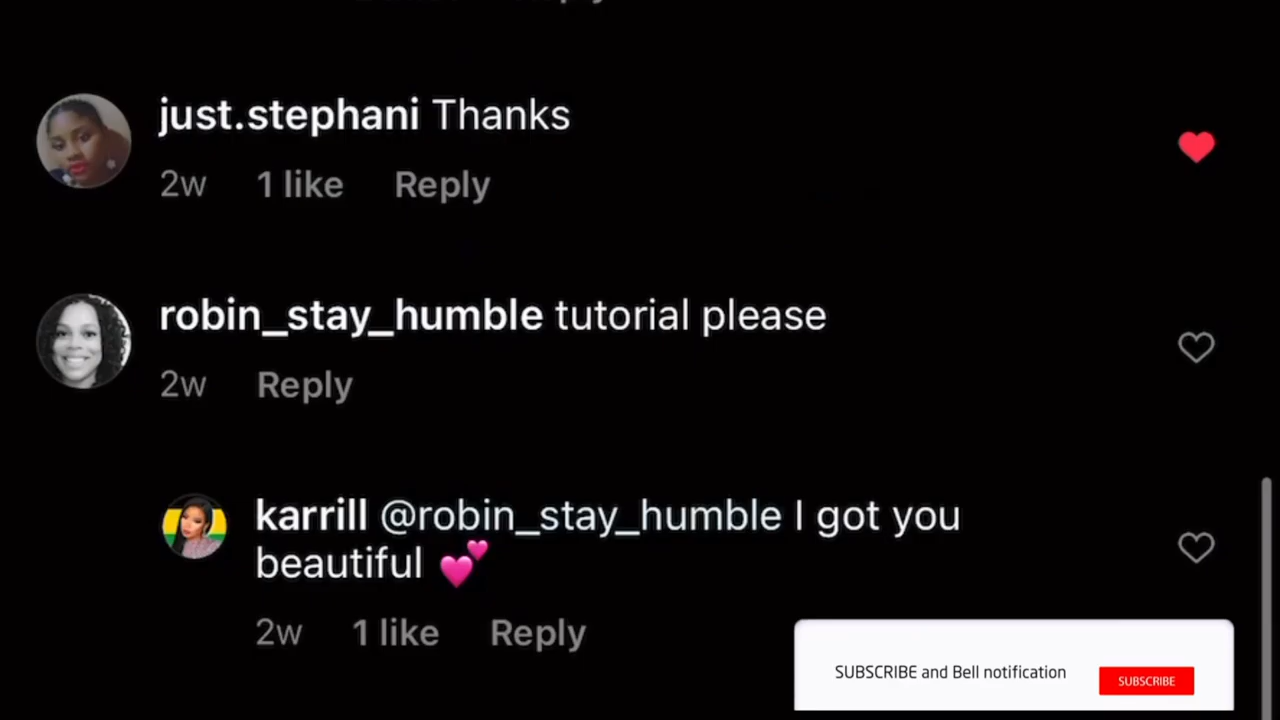 just.stephani Thanks
2w 1 like Reply
robin_stay_humble tutorial please
2w Reply
karrill @robin_stay_humble I got you
beautiful 💕
2w 1 like Reply
SUBSCRIBE and Bell notification SUBSCRIBE